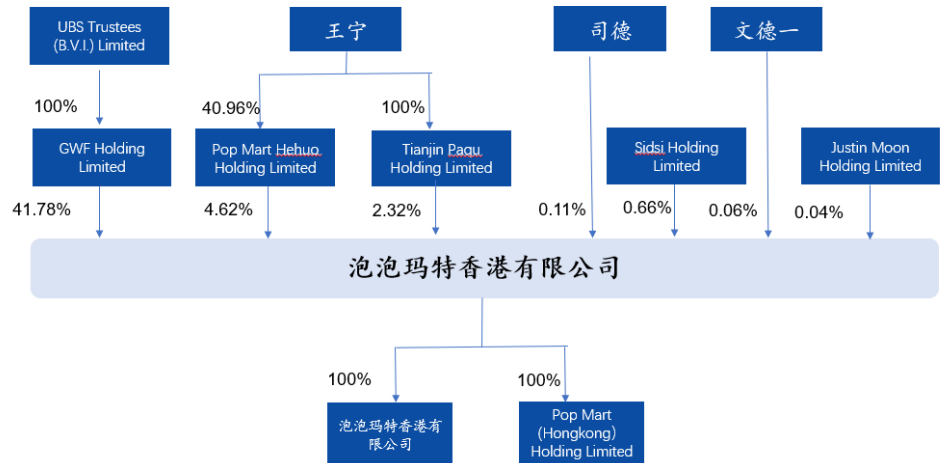 UBS Trustees
(B.V.I.) Limited
王宁
司德
文德一
100%
40.96%
100%
GWF Holding
Limited
Pop Mart Hehuo
Holding Limited
Tianjin Paqu
Holding Limited
Sidsi Holding
Limited
Justin Moon
Holding Limited
41.78%
4.62%
2.32%
0.11%
0.66%
0.06%
0.04%
泡泡玛特香港有限公司
100%
100%
泡泡玛特香港有
限公司
Pop Mart
（Hongkong）
Holding Limited